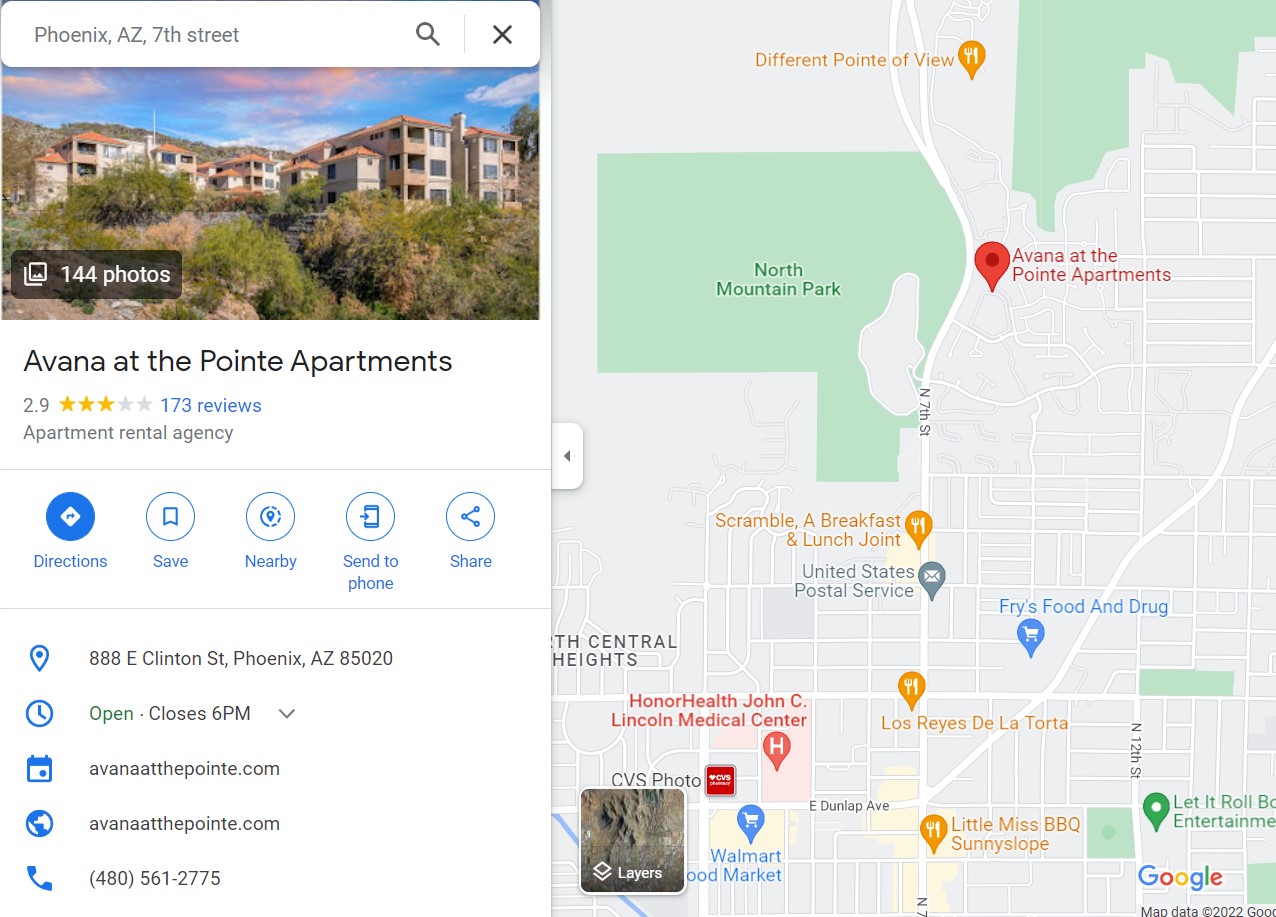 Phoenix, AZ, 7th street
144 photos
Avana at the Pointe Apartments
2.9
173 reviews
Apartment rental agency
Directions
Save
Nearby
Send to
phone
Share
888 E Clinton St, Phoenix, AZ 85020
Open · Closes 6PM
avanaatthepointe.com
avanaatthepointe.com
(480) 561-2775
Different Pointe of View
North
Mountain Park
Avana at the
Pointe Apartments
N 7th St
Scramble, A Breakfast
& Lunch Joint
United States
Postal Service
Fry's Food And Drug
TH CENTRAL
HEIGHTS
HonorHealth John C.
Lincoln Medical Center
H
Los Reyes De La Torta
N 12th St
CVS Photo
CVS
pharmacy
E Dunlap Ave
Let It Roll Bo
Entertainme
Little Miss BBQ
Sunnyslope
Walmart
ood Market
Layers
N 7
Google
Map data ©2022 Goo